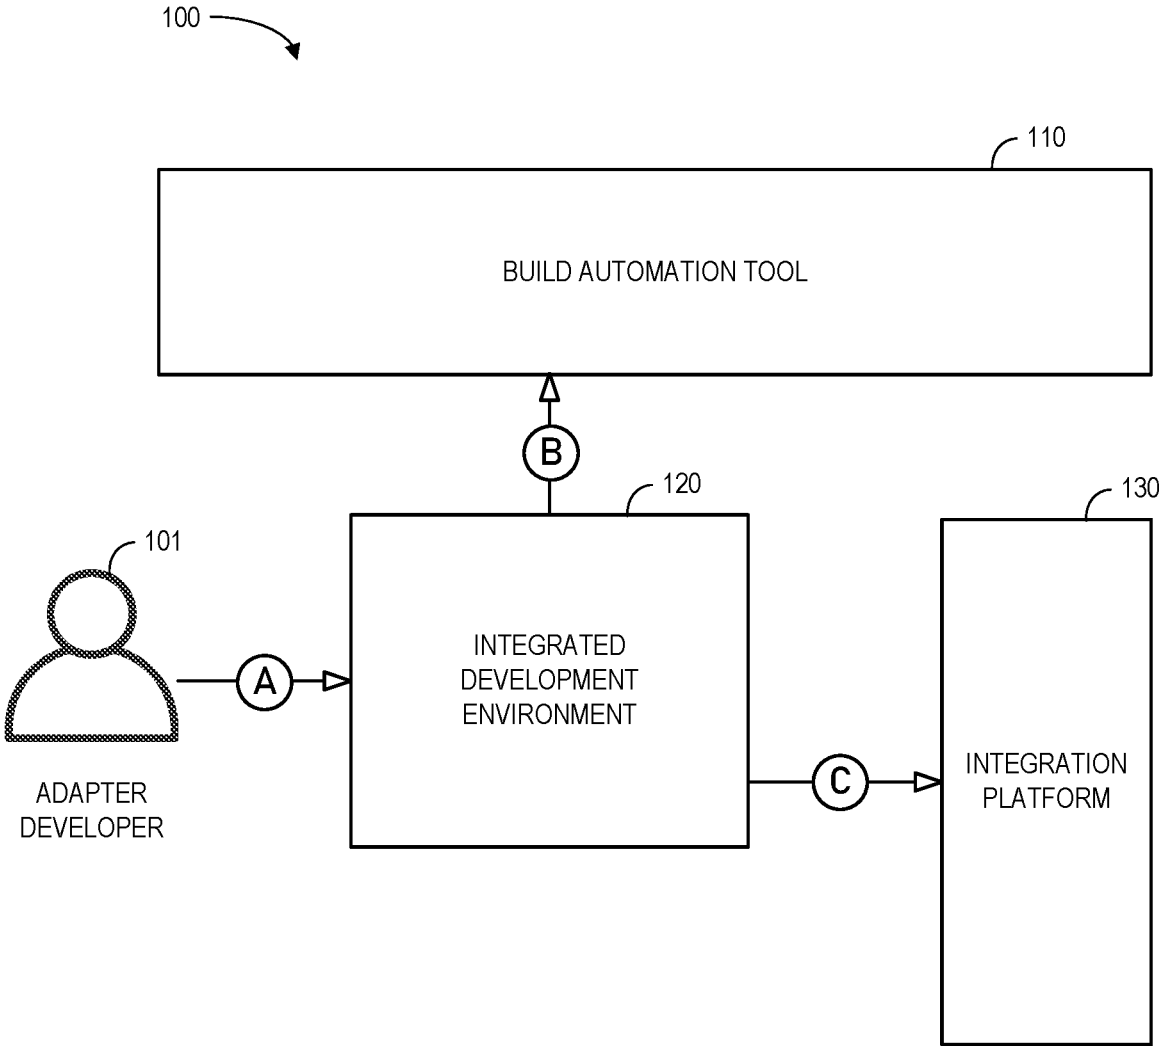 100
110
BUILD AUTOMATION TOOL
B
120
130
101
INTEGRATED
DEVELOPMENT
ENVIRONMENT
A
C
INTEGRATION
PLATFORM
ADAPTER
DEVELOPER